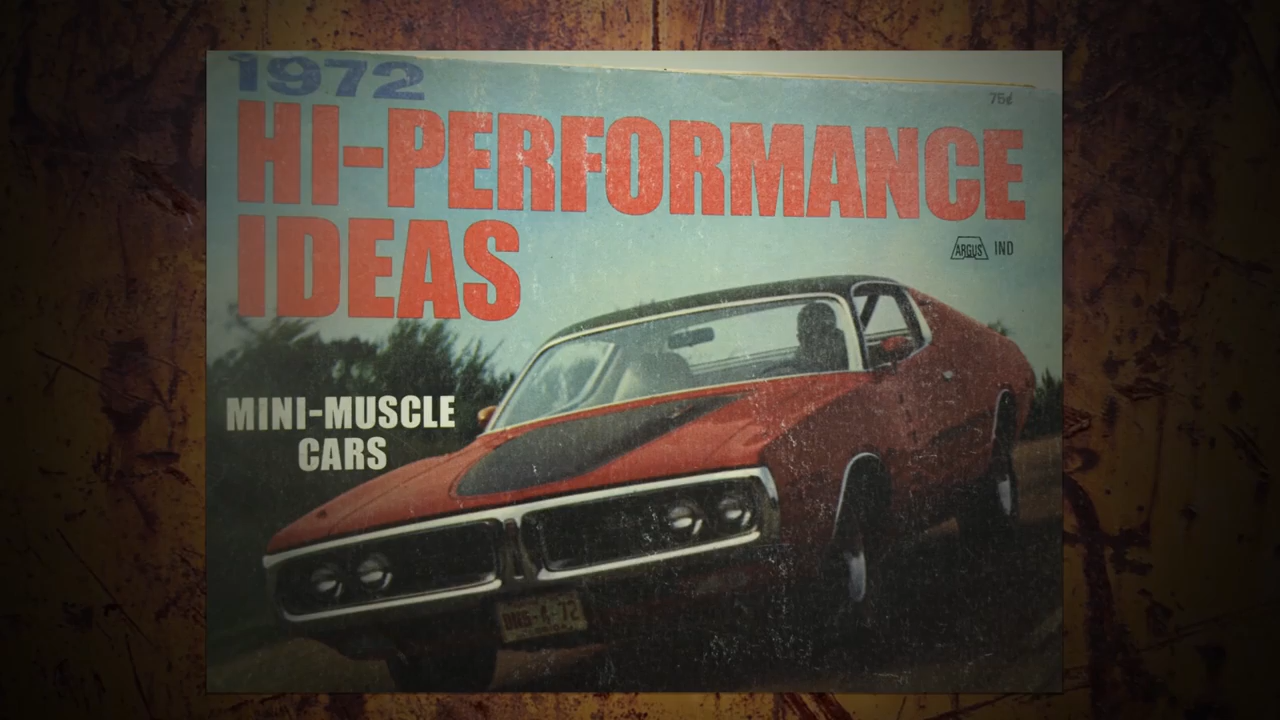 1972
75¢
HI-PERFORMANCE
IDEAS
ARGUS IND
MINI-MUSCLE
CARS